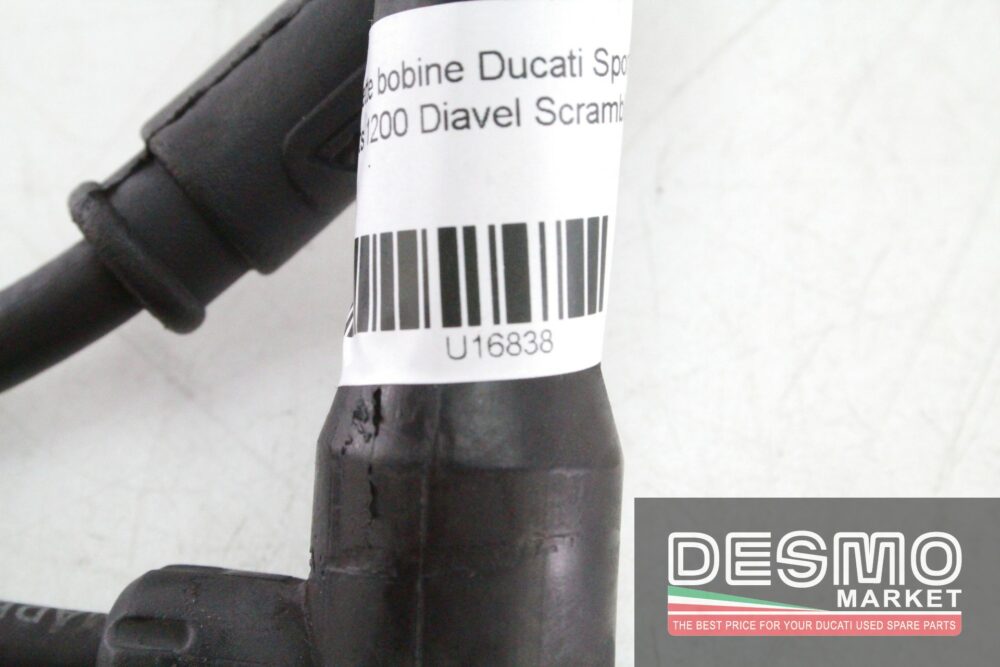 bobine Ducati Spo
1200 Diavel Scramb
U16838
DESMO
MARKET
THE BEST PRICE FOR YOUR DUCATI USED SPARE PARTS